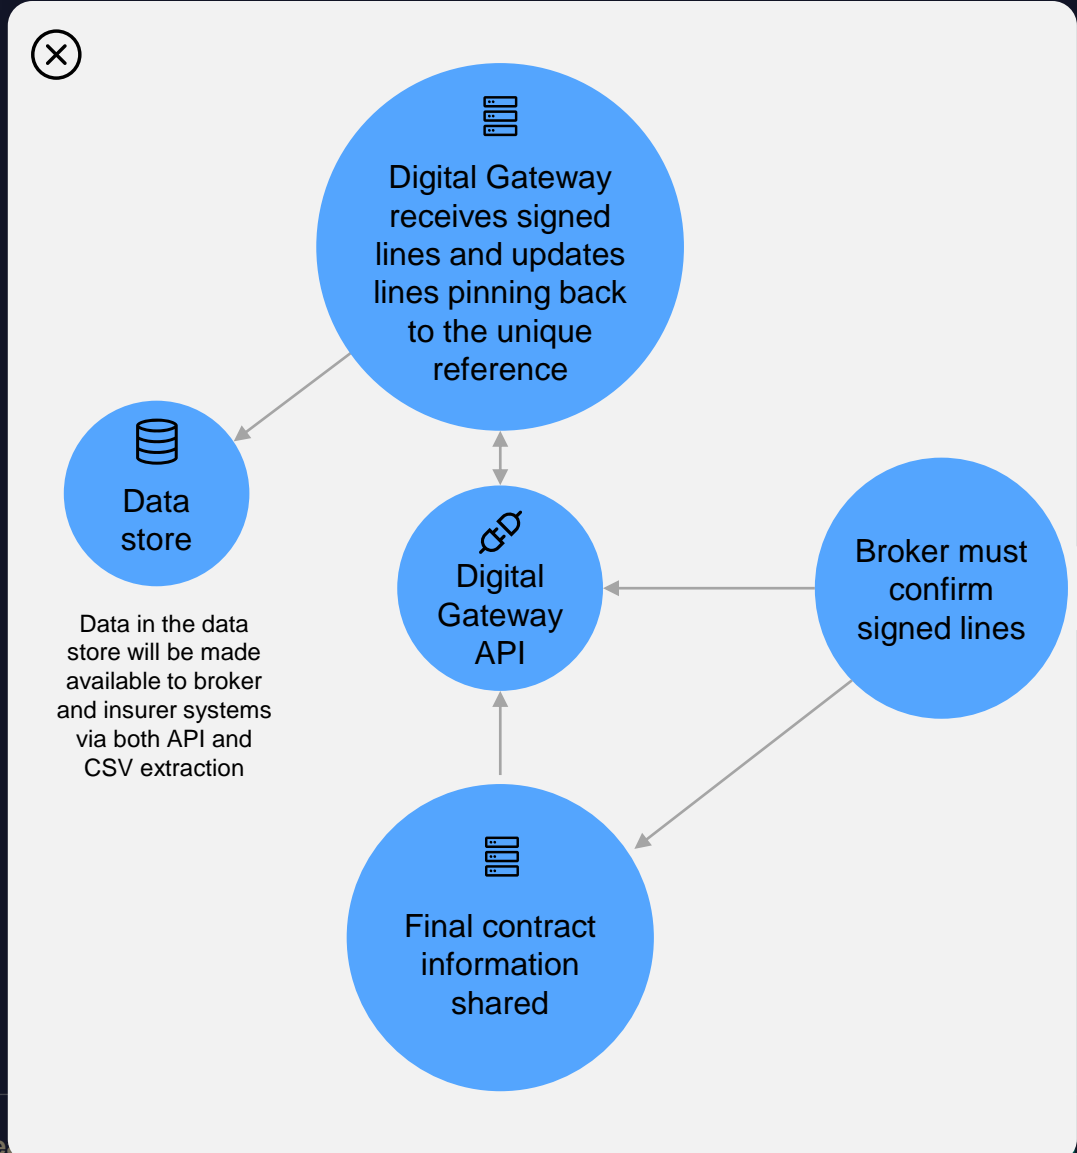 Digital Gateway
receives signed
lines and updates
lines pinning back
to the unique
reference
Data
store
Data in the data
store will be made
available to broker
and insurer systems
via both API and
CSV extraction
Digital
Gateway
API
Broker must
confirm
signed lines
Final contract
information
shared